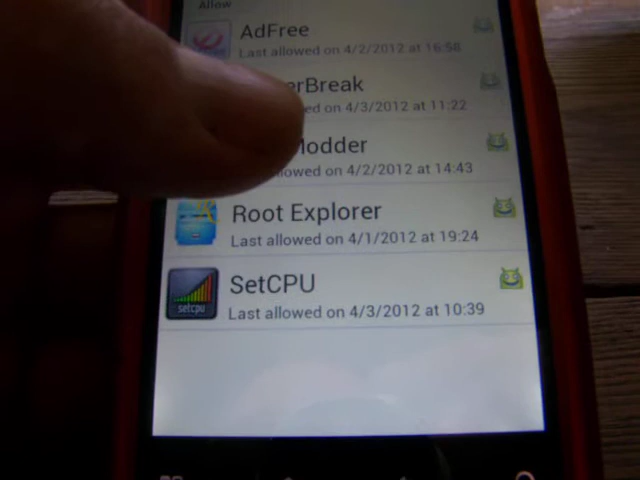 Allow
AdFree
Last allowed on 4/2/2012 at 16:58
erBreak
ed on 4/3/2012 at 11:22
Modder
allowed on 4/2/2012 at 14:43
Root Explorer
Last allowed on 4/1/2012 at 19:24
SetCPU
setcpu
Last allowed on 4/3/2012 at 10:39